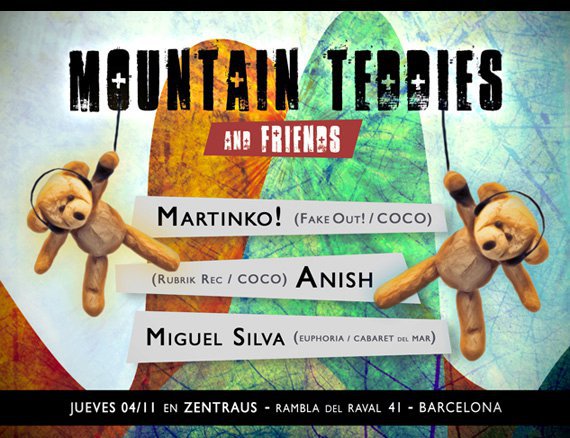 MOUNTAIN TEDDIES
AND FRIENDS
MARTINKO! (FAKE OUT! / COCO)
(RUBRIK REC / COCO) ANISH
MIGUEL SILVA (EUPHORIA / CABARET DEL MAR)
JUEVES 04/11 EN ZENTRAUS - RAMBLA DEL RAVAL 41 - BARCELONA